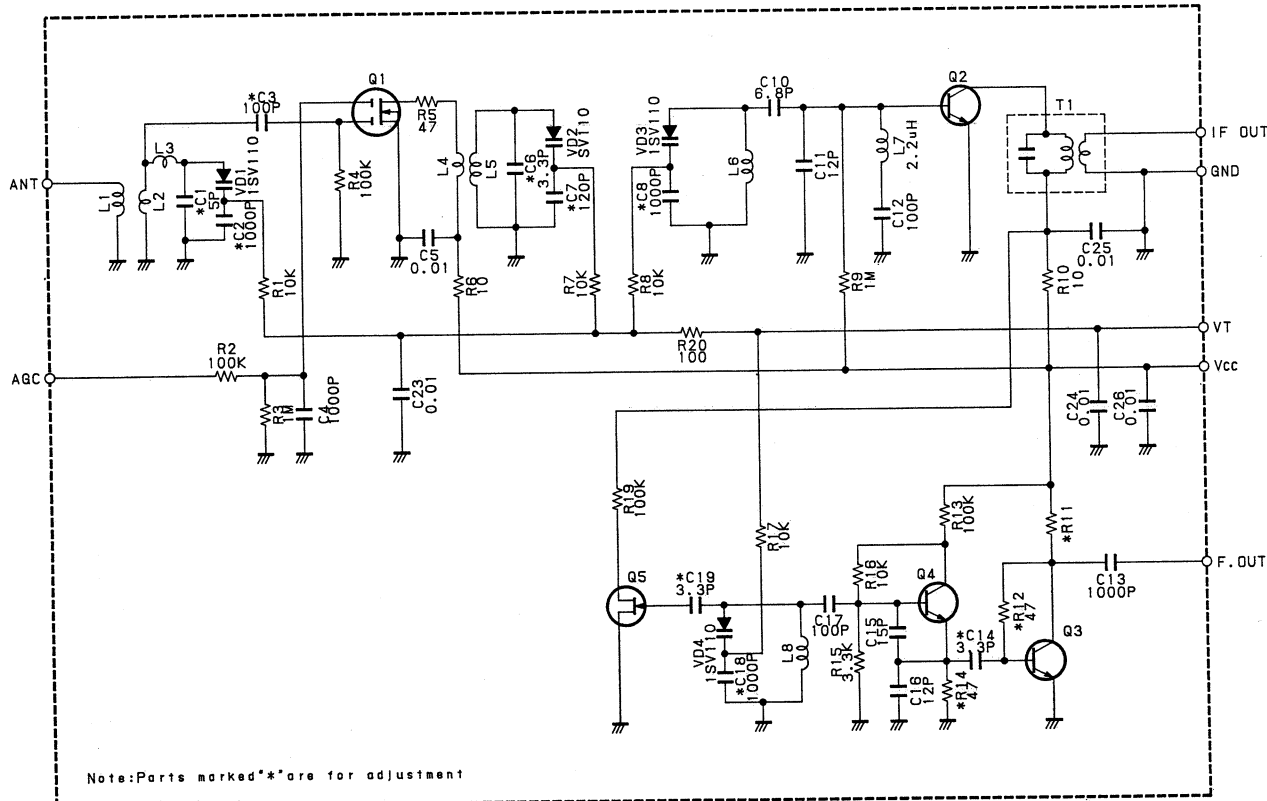 Q1
Q2
*C3
100P
R5
47
C10
6.8P
T1
IF OUT
GND
ANT
L1
L2
L3
*C1
5P
VD1
1SV110
*C2
1000P
R4
100K
L4
L5
*C6
3.3P
VD2
SV110
*C7
120P
VD3
1SV110
*C8
1000P
L6
C11
12P
L7
2.2uH
C12
100P
C5
0.01
C25
0.01
R1
10K
R6
10
R7
10K
R8
10K
R9
1M
R10
10
VT
Vcc
R20
100
R2
100K
AGC
R3
1M
C4
1000P
C23
0.01
C24
0.01
C26
0.01
R19
100K
R17
10K
R13
100K
*R11
R16
10K
Q5
Q4
Q3
*C19
3.3P
VD4
1SV110
*C18
1000P
L8
C17
100P
R15
3.3K
C15
15P
C16
12P
*R14
47
*C14
3.3P
*R12
47
C13
1000P
F.OUT
Note:Parts marked"*"are for adjustment